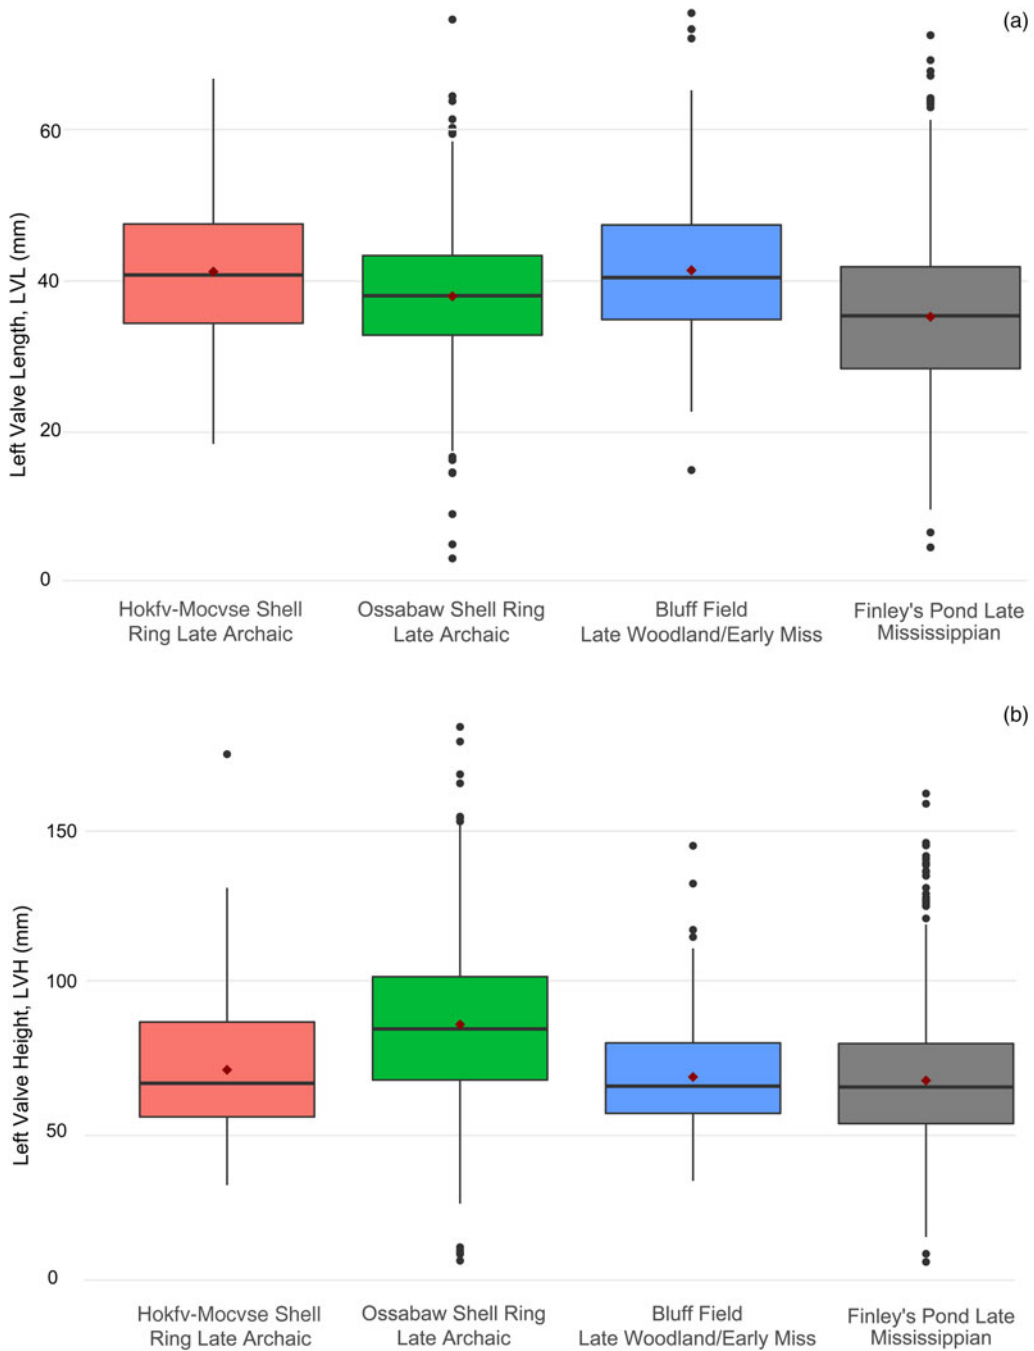 (a)
Left Valve Length, LVL (mm)
60
40
20
0
Hokfv-Mocvse Shell
Ring Late Archaic
Ossabaw Shell Ring
Late Archaic
Bluff Field
Late Woodland/Early Miss
Finley's Pond Late
Mississippian
(b)
Left Valve Height, LVH (mm)
150
100
50
0
Hokfv-Mocvse Shell
Ring Late Archaic
Ossabaw Shell Ring
Late Archaic
Bluff Field
Late Woodland/Early Miss
Finley's Pond Late
Mississippian